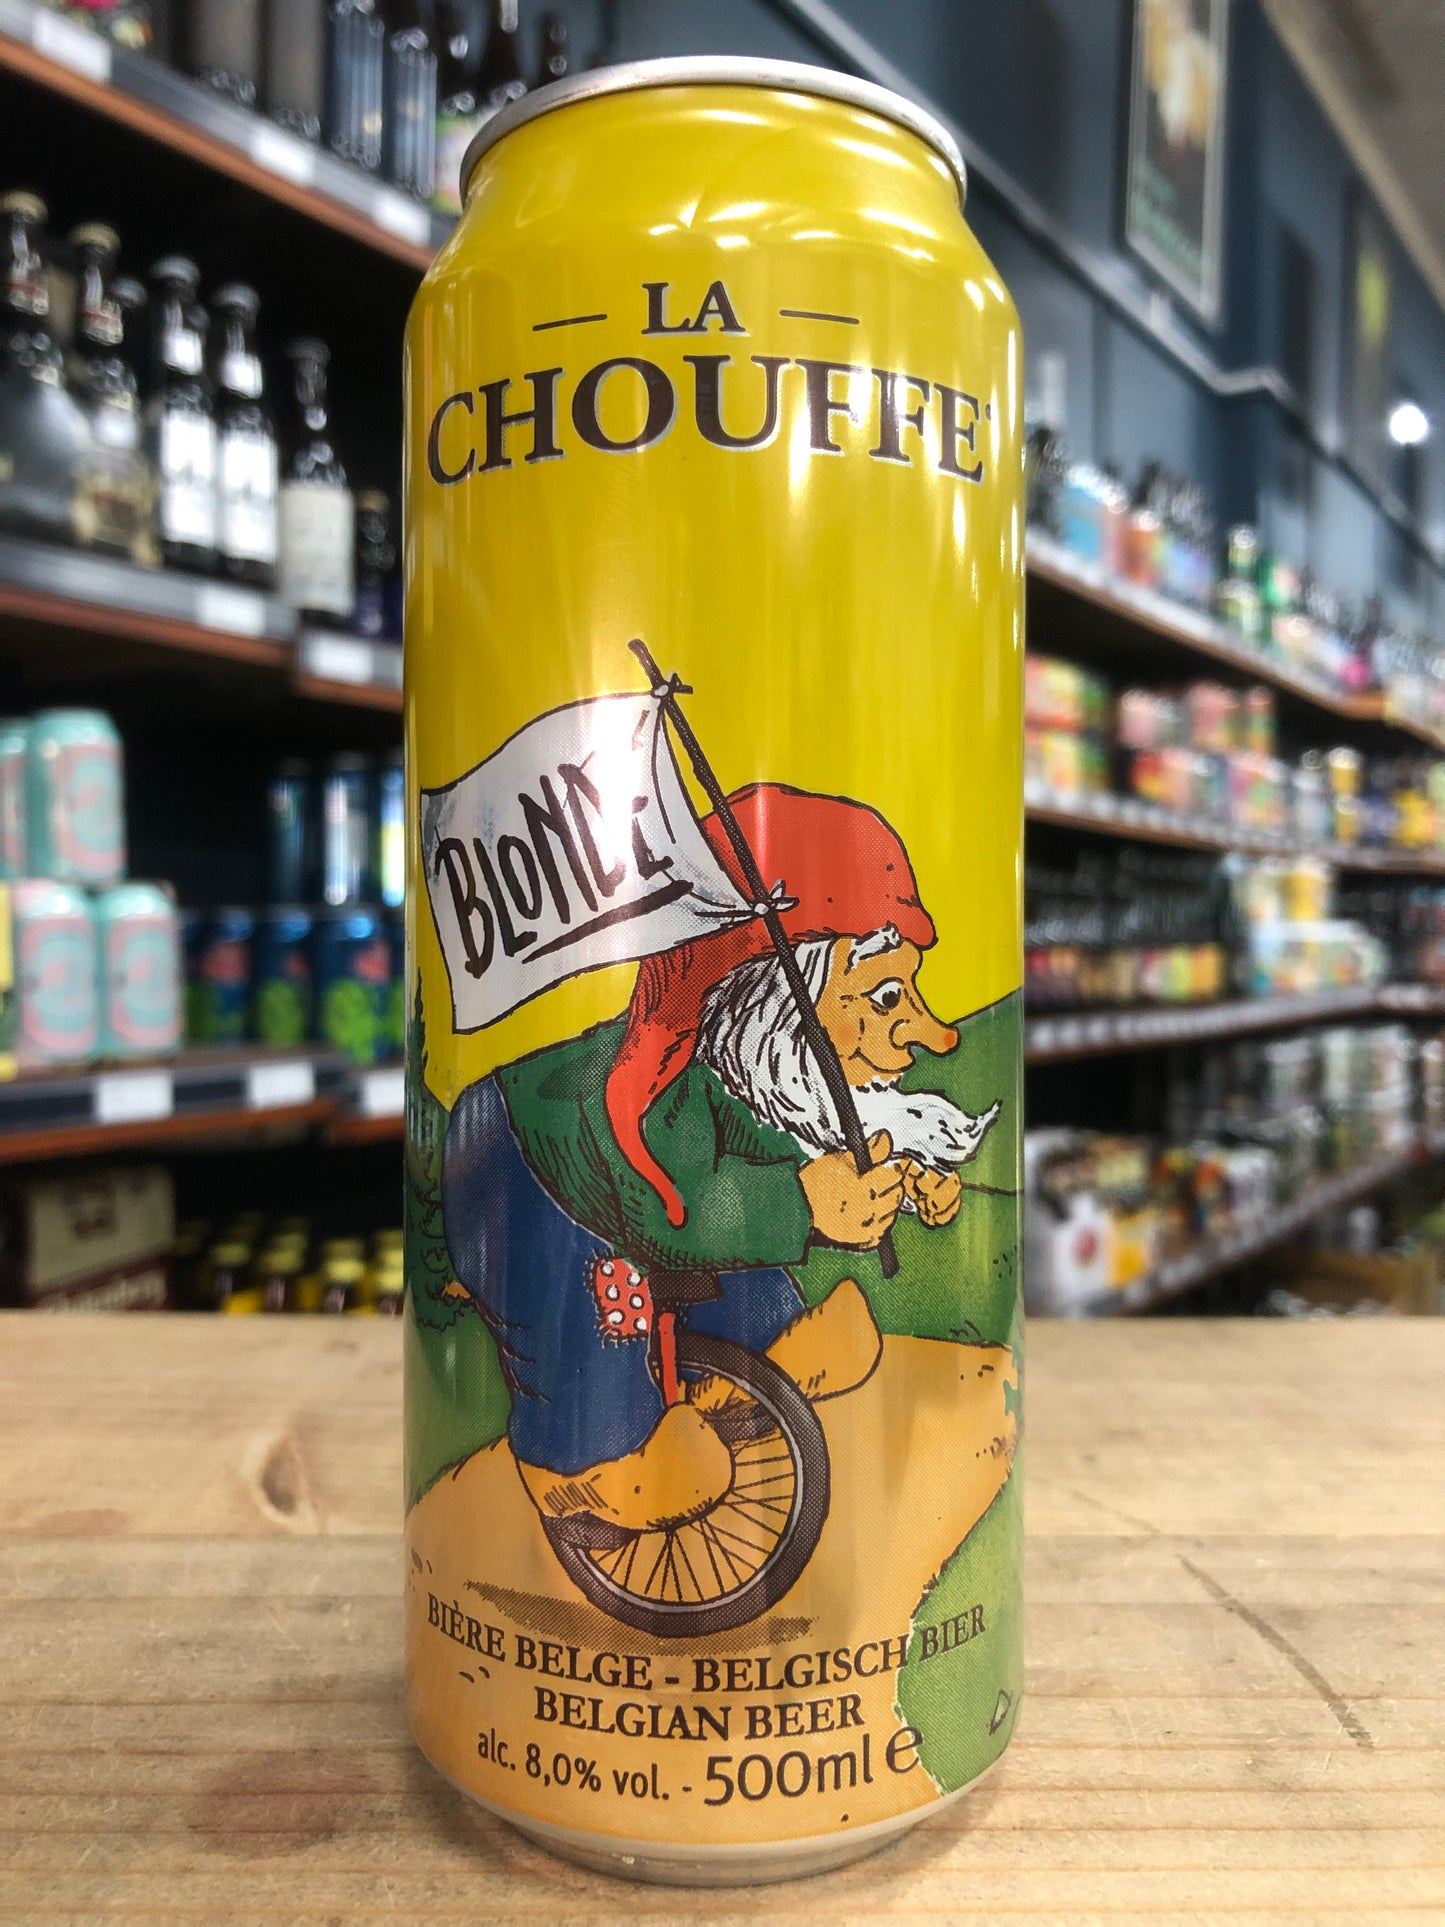 LA
CHOUFFE
BLONDE
BIÈRE BELGE - BELGISCH BIER
BELGIAN BEER
alc. 8,0% vol. - 500ml e